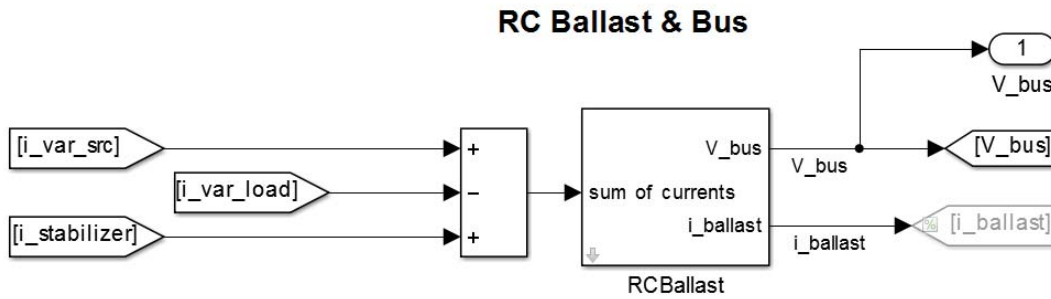 RC Ballast & Bus
1
V_bus
[i_var_src]
+
V_bus
V_bus
[V_bus]
[i_var_load]
−
sum of currents
[i_stabilizer]
+
i_ballast
i_ballast
%
[i_ballast]
RCBallast